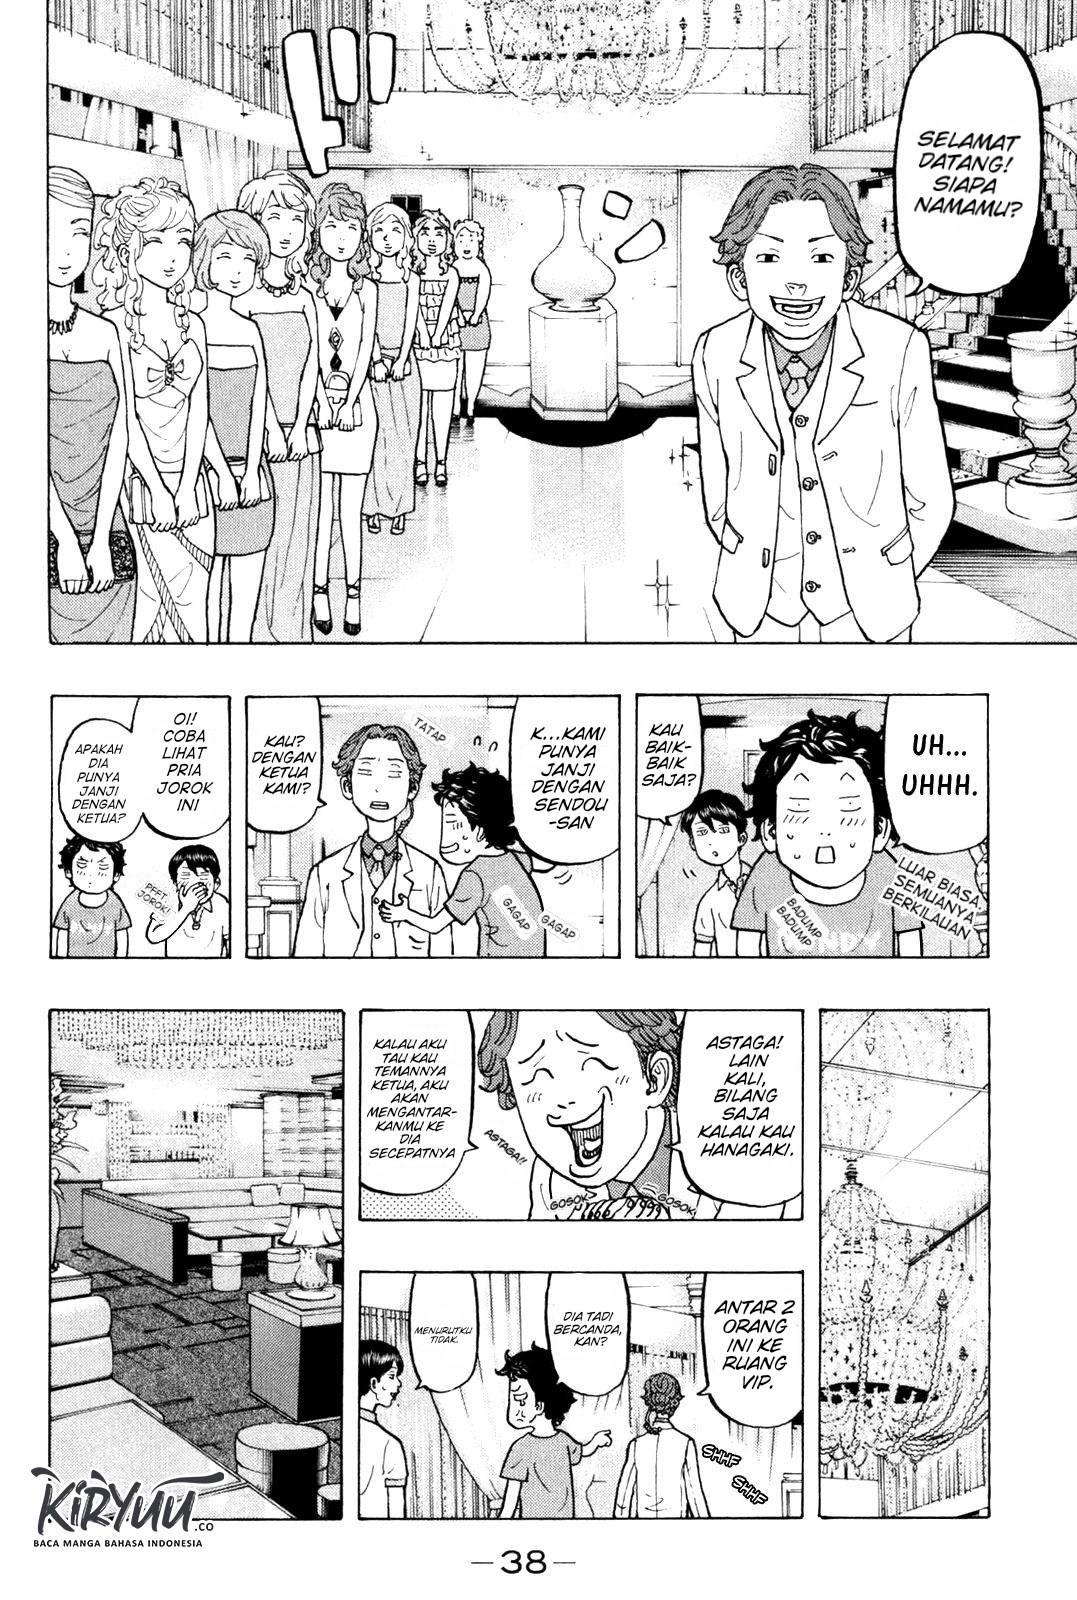 ド
SELAMAT
DATANG!
SIAPA
NAMAMU?
UH...
UHHH.
KAU
BAIK-
BAIK
SAJA?
LUAR BIASA.
SEMUANYA
BERKILAUAN
BADUMP
BADUMP
K...KAMI
PUNYA
JANJI
DENGAN
SENDOU
-SAN
TATAP
KAU?
DENGAN
KETUA
KAMI?
GAGAP
GAGAP
OI!
COBA
LIHAT
PRIA
JOROK
INI
APAKAH
DIA
PUNYA
JANJI
DENGAN
KETUA?
PFFT
JOROK!
ASTAGA!
LAIN
KALI,
BILANG
SAJA
KALAU KAU
HANAGAKI.
KALAU AKU
TAU KAU
TEMANNYA
KETUA, AKU
AKAN
MENGANTAR-
KANMU KE
DIA
SECEPATNYA
ASTAGA!!
GOSOK
GOSOK
ANTAR 2
ORANG
INI KE
RUANG
VIP.
DIA TADI
BERCANDA,
KAN?
MENURUTKU
TIDAK.
SHHF
SHHF
KIRYUU.CO
BACA MANGA BAHASA INDONESIA
—38—